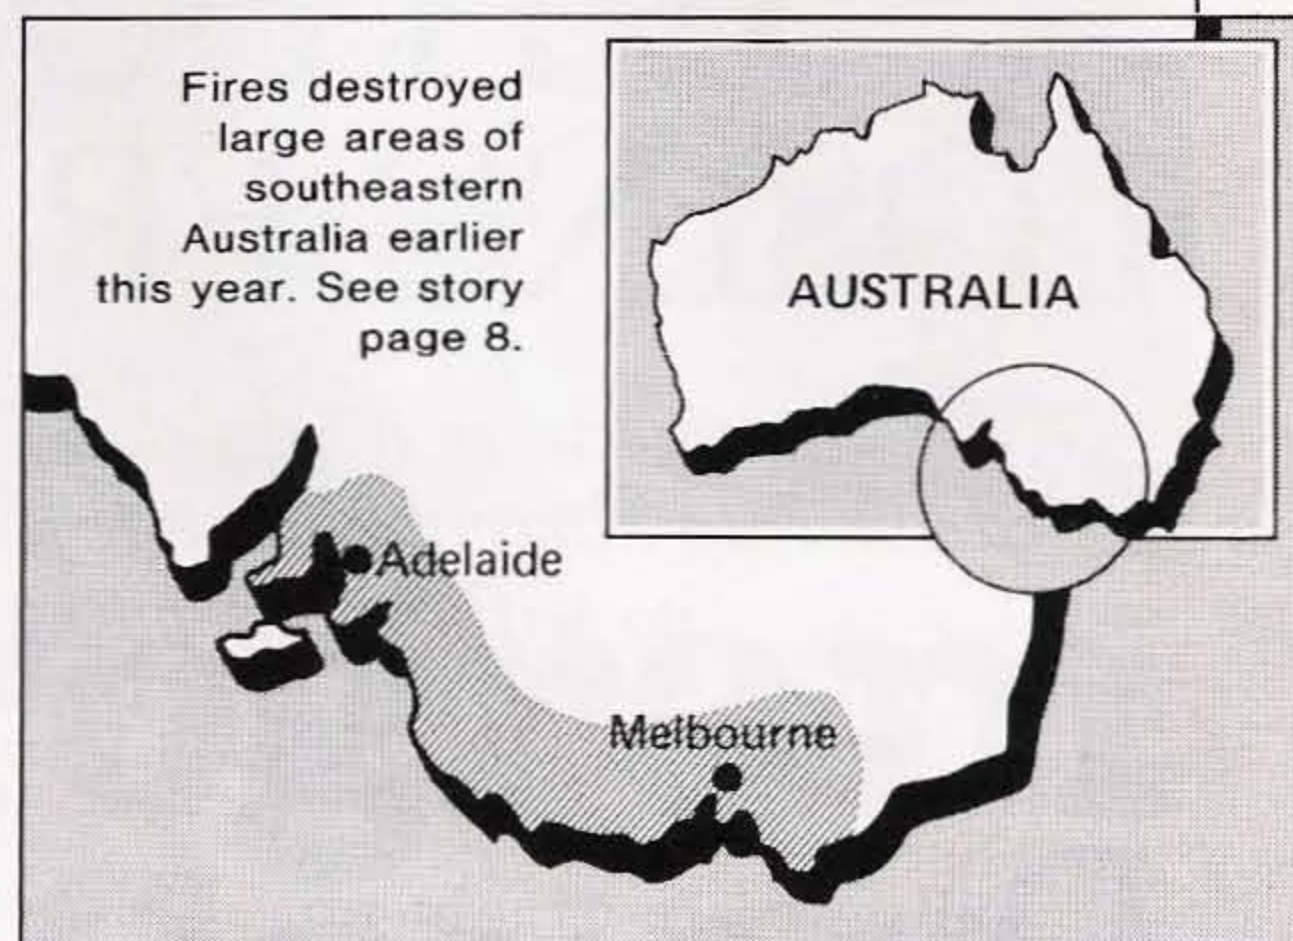 Fires destroyed
large areas of
southeastern
Australia earlier
this year. See story
page 8.
AUSTRALIA
Adelaide
Melbourne